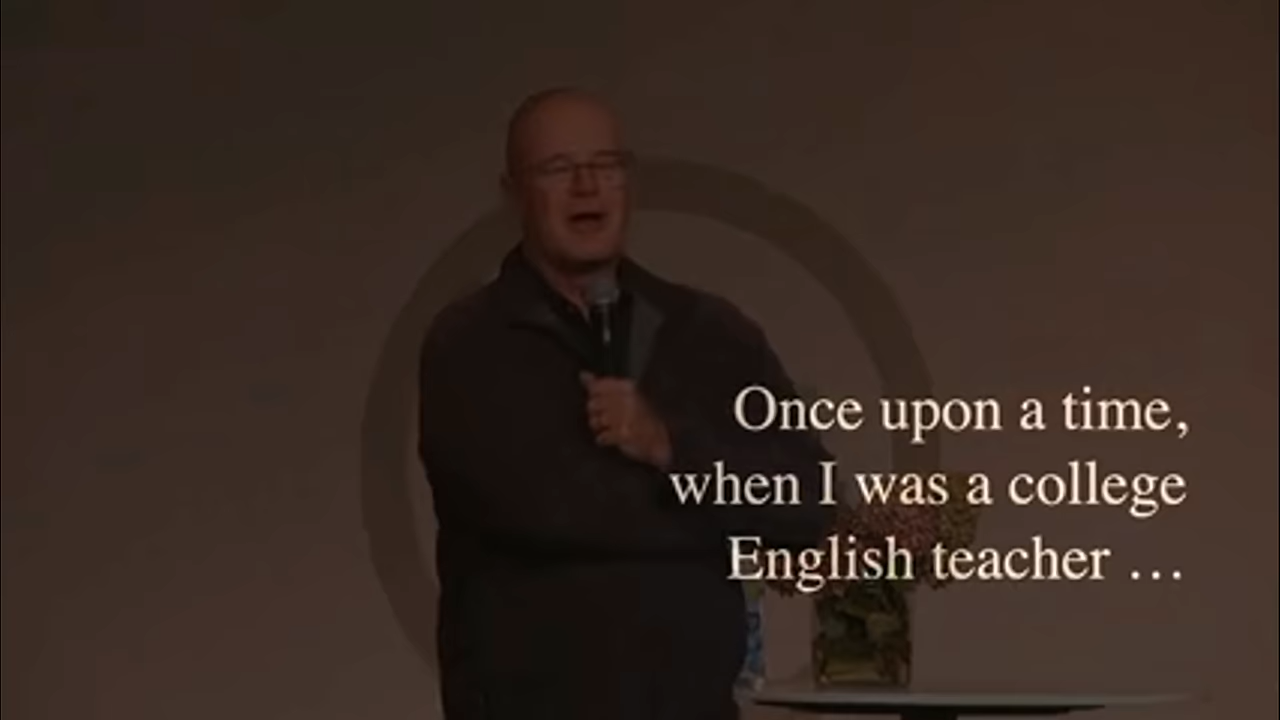 Once upon a time,
when I was a college
English teacher …